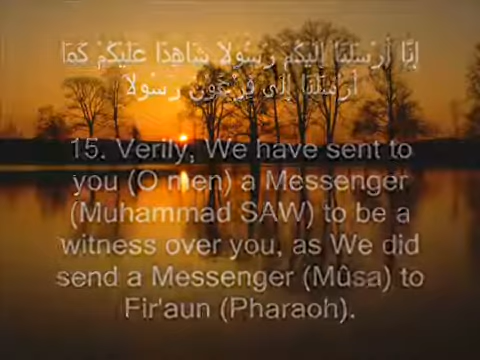 إِنَّا أَرْسَلْنَا إِلَيْكُمْ رَسُولًا شَاهِدًا عَلَيْكُمْ كَمَا
أَرْسَلْنَا إِلَى فِرْعَوْنَ رَسُولًا
15. Verily, We have sent to
you (O men) a Messenger
(Muhammad SAW) to be a
witness over you, as We did
send a Messenger (Mûsa) to
Fir'aun (Pharaoh).